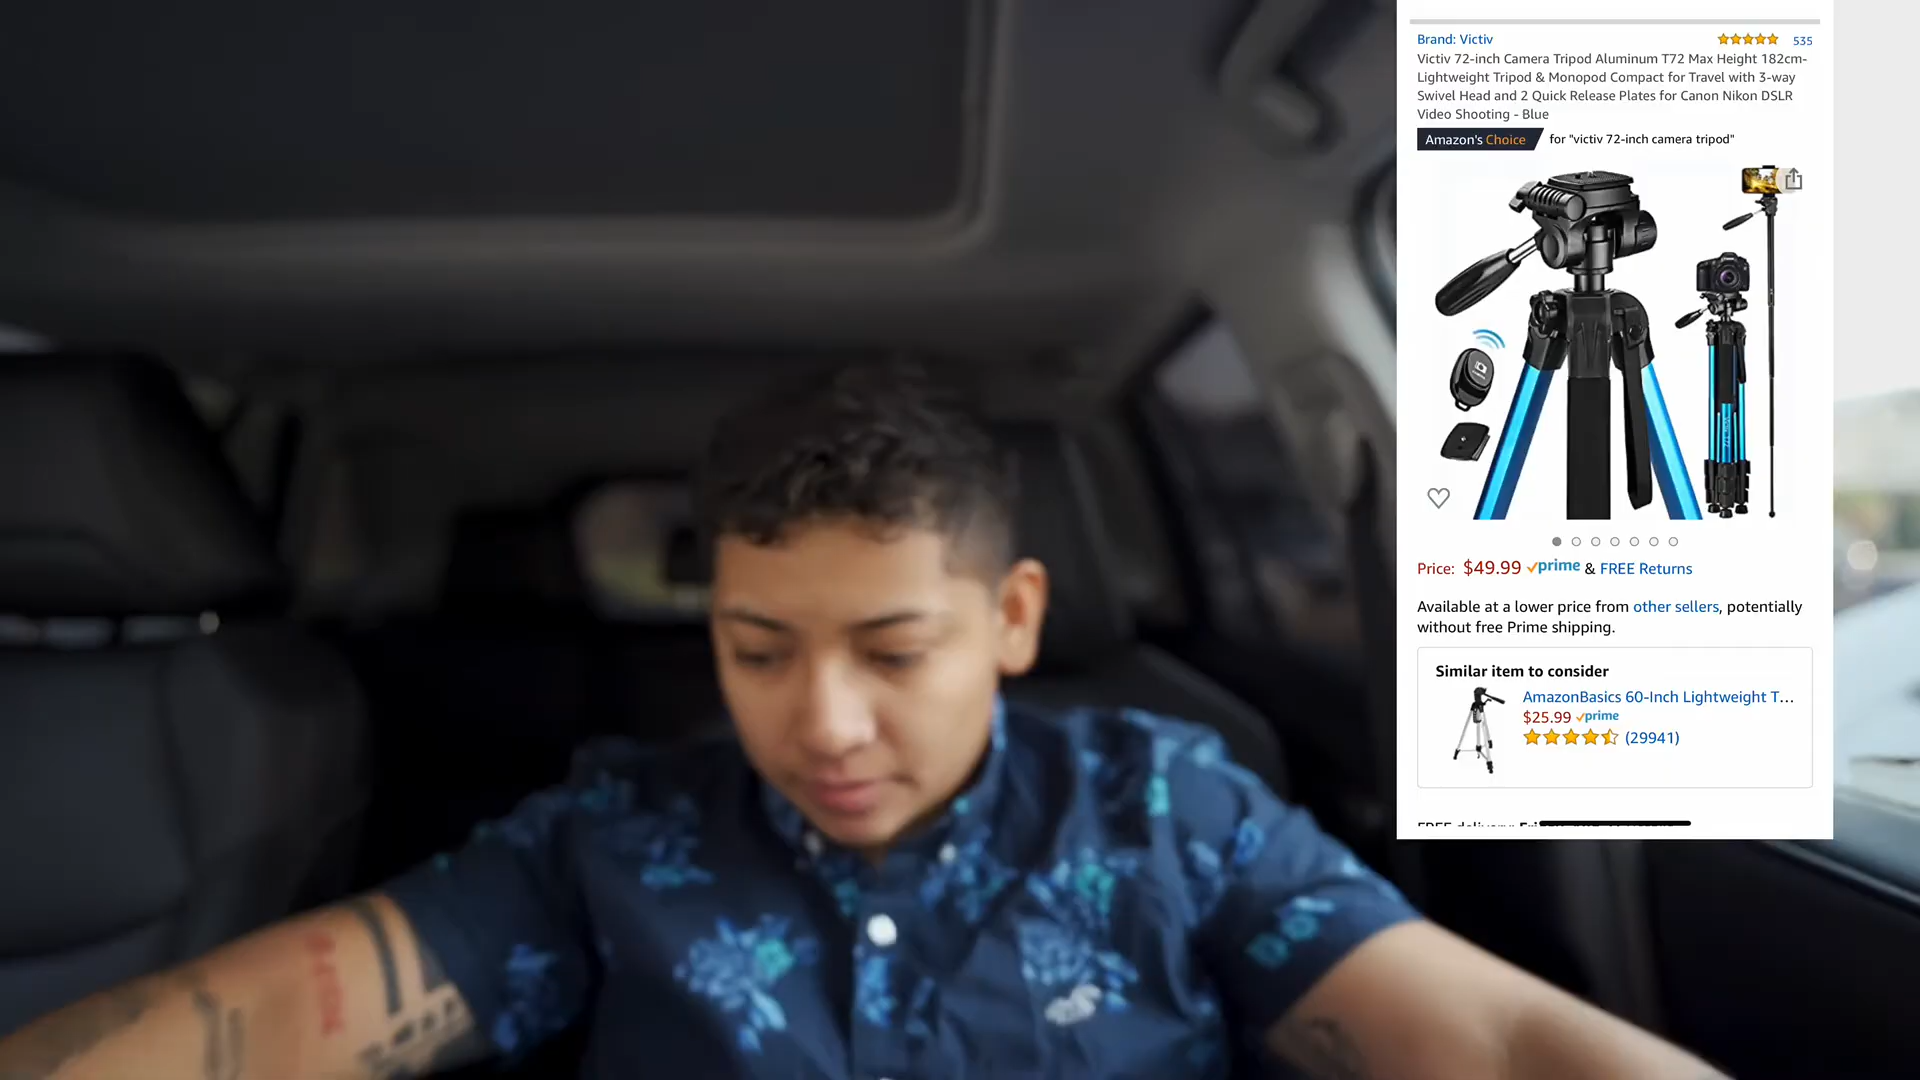 Brand: Victiv
535
Victiv 72-inch Camera Tripod Aluminum T72 Max Height 182cm-
Lightweight Tripod & Monopod Compact for Travel with 3-way
Swivel Head and 2 Quick Release Plates for Canon Nikon DSLR
Video Shooting - Blue
Amazon's Choice for "victiv 72-inch camera tripod"
Price: $49.99 prime & FREE Returns
Available at a lower price from other sellers, potentially
without free Prime shipping.
Similar item to consider
AmazonBasics 60-Inch Lightweight T...
$25.99 prime
(29941)
FREE delivery: